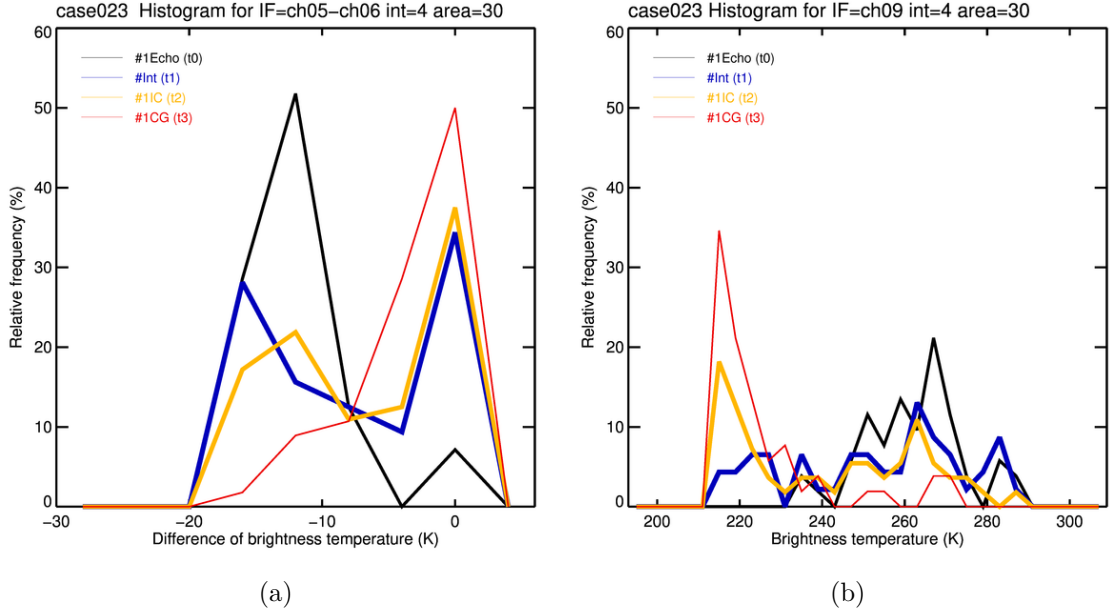 case023  Histogram for IF=ch05−ch06 int=4 area=30
60
50
40
30
20
10
0
Relative frequency (%)
#1Echo (t0)
#Int (t1)
#1IC (t2)
#1CG (t3)
−30
−20
−10
0
Difference of brightness temperature (K)
(a)
case023 Histogram for IF=ch09 int=4 area=30
60
50
40
30
20
10
0
Relative frequency (%)
#1Echo (t0)
#Int (t1)
#1IC (t2)
#1CG (t3)
200
220
240
260
280
300
Brightness temperature (K)
(b)